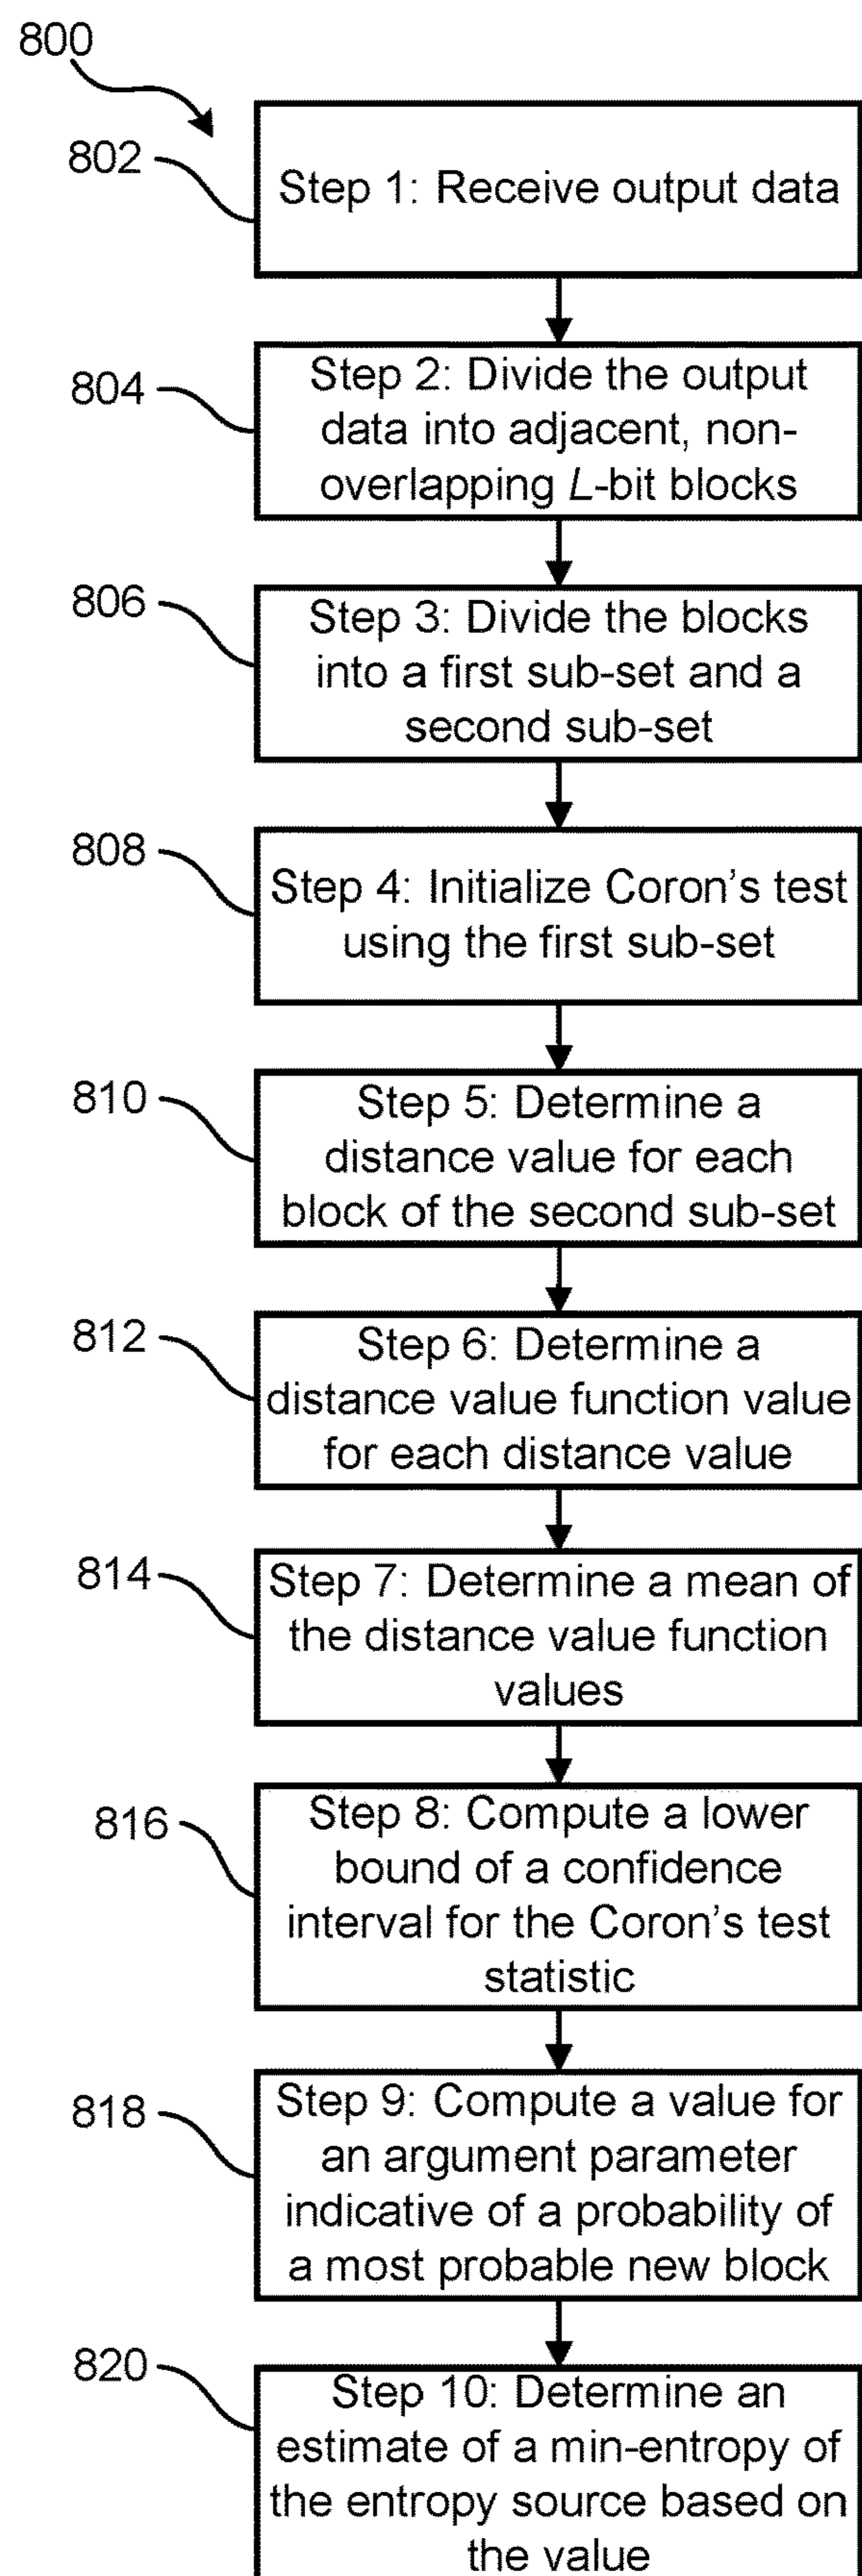 800
802
Step 1: Receive output data
804
Step 2: Divide the output
data into adjacent, non-
overlapping L-bit blocks
806
Step 3: Divide the blocks
into a first sub-set and a
second sub-set
808
Step 4: Initialize Coron's test
using the first sub-set
810
Step 5: Determine a
distance value for each
block of the second sub-set
812
Step 6: Determine a
distance value function value
for each distance value
814
Step 7: Determine a mean of
the distance value function
values
816
Step 8: Compute a lower
bound of a confidence
interval for the Coron's test
statistic
818
Step 9: Compute a value for
an argument parameter
indicative of a probability of
a most probable new block
820
Step 10: Determine an
estimate of a min-entropy of
the entropy source based on
the value